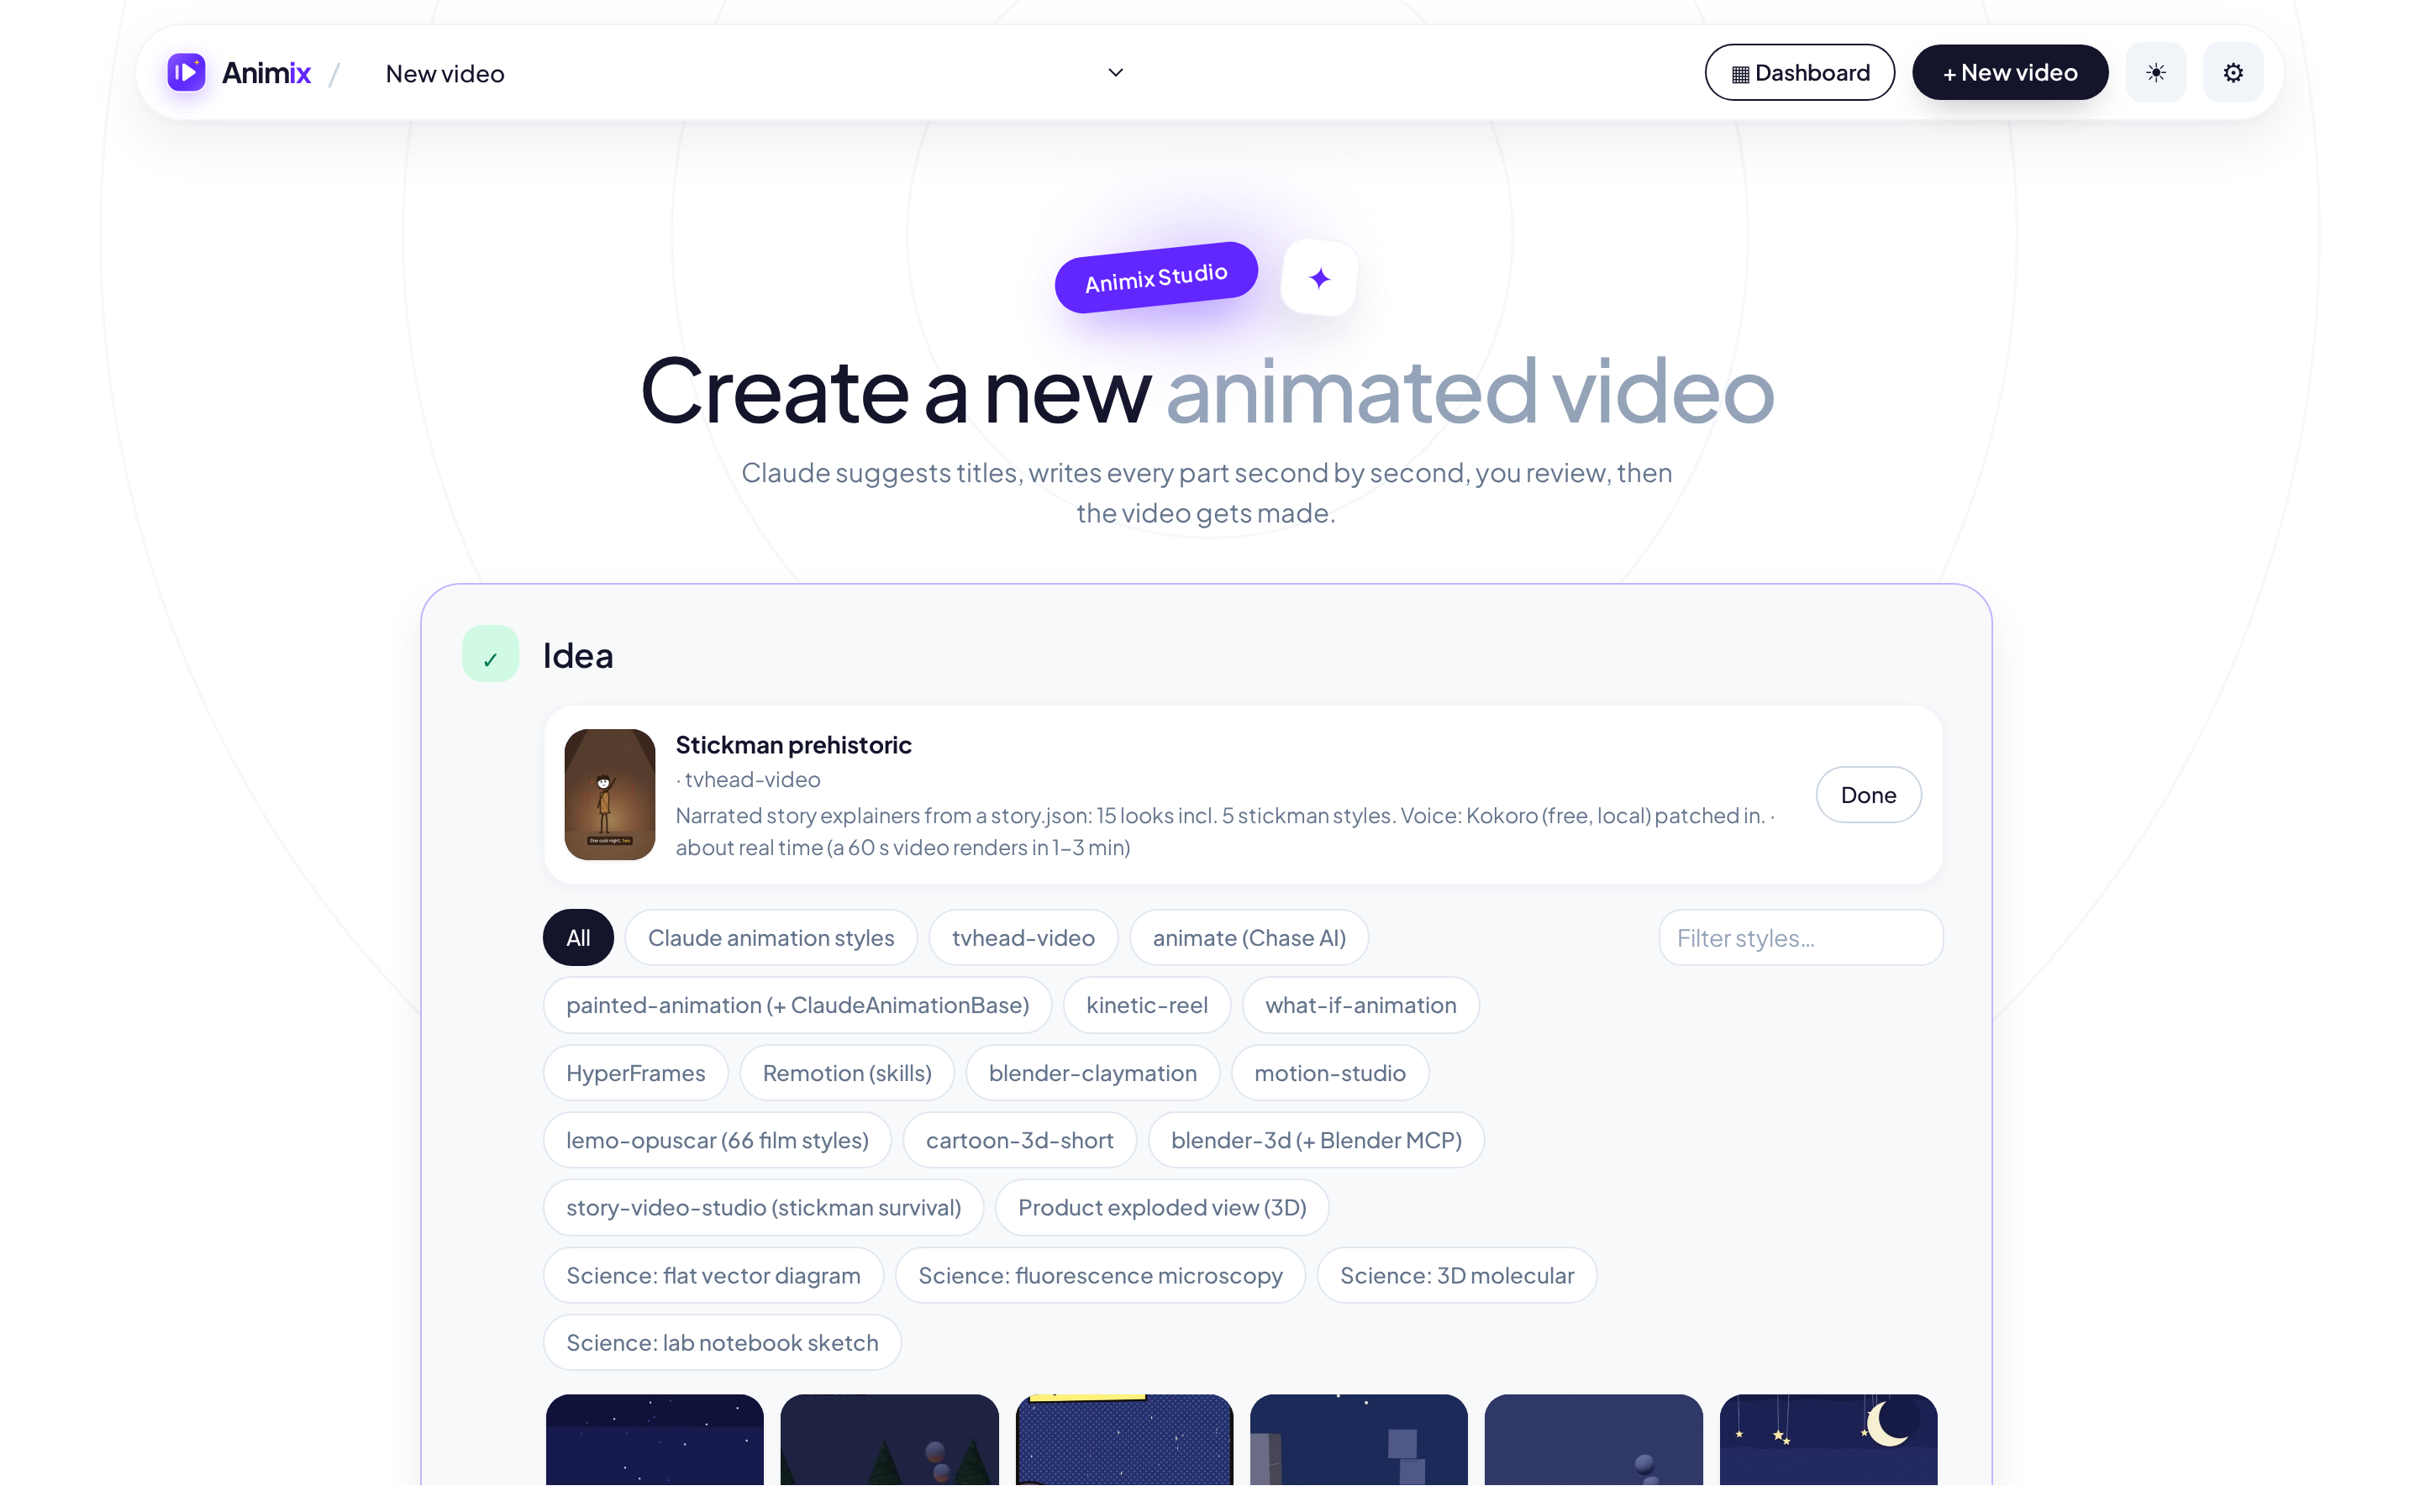 Animix / New video
▦ Dashboard
+ New video
Animix Studio
Create a new animated video
Claude suggests titles, writes every part second by second, you review, then
the video gets made.
✓ Idea
Stickman prehistoric
· tvhead-video
Narrated story explainers from a story.json: 15 looks incl. 5 stickman styles. Voice: Kokoro (free, local) patched in. ·
about real time (a 60 s video renders in 1–3 min)
Done
One cold night, two
All
Claude animation styles
tvhead-video
animate (Chase AI)
Filter styles...
painted-animation (+ ClaudeAnimationBase)
kinetic-reel
what-if-animation
HyperFrames
Remotion (skills)
blender-claymation
motion-studio
lemo-opuscar (66 film styles)
cartoon-3d-short
blender-3d (+ Blender MCP)
story-video-studio (stickman survival)
Product exploded view (3D)
Science: flat vector diagram
Science: fluorescence microscopy
Science: 3D molecular
Science: lab notebook sketch